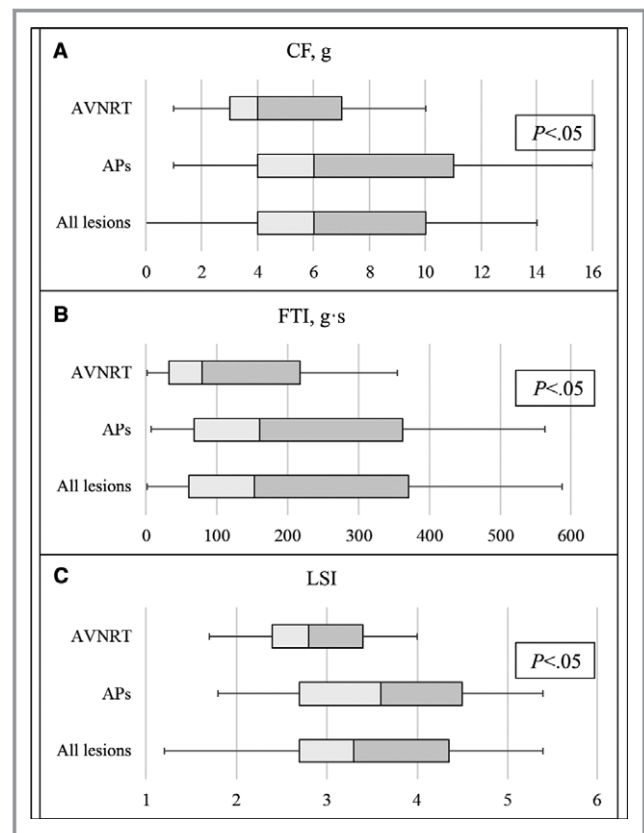 A
CF, g
AVNRT
P<.05
APs
All lesions
0 2 4 6 8 10 12 14 16
B
FTI, g·s
AVNRT
P<.05
APs
All lesions
0 100 200 300 400 500 600
C
LSI
AVNRT
P<.05
APs
All lesions
1 2 3 4 5 6